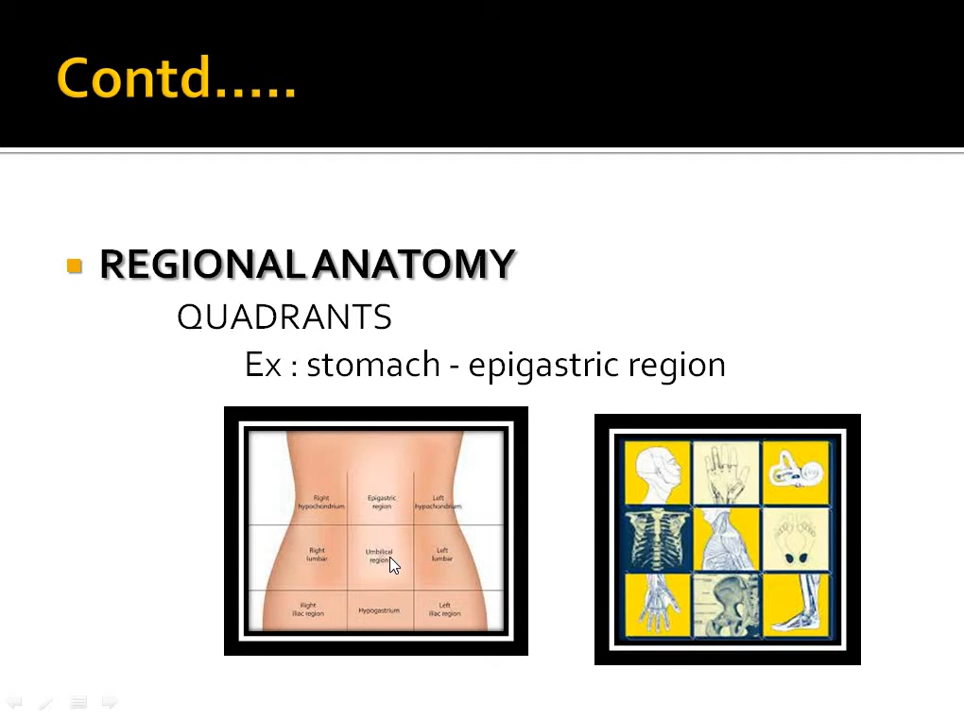 Contd.....
REGIONAL ANATOMY
QUADRANTS
Ex : stomach - epigastric region
Right
hypochondrium
Epigastric
region
Left
hypochondrium
Right
lumbar
Umbilical
region
Left
lumbar
Right
iliac region
Hypogastrium
Left
iliac region